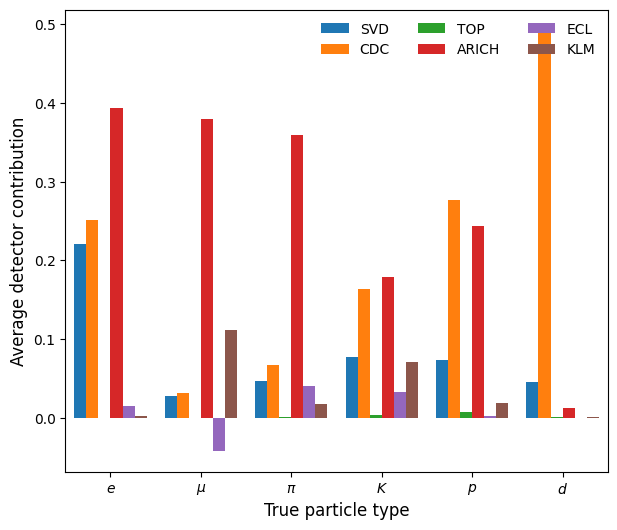 0.5
0.4
0.3
0.2
0.1
0.0
Average detector contribution
SVD TOP ECL
CDC ARICH KLM
e μ π K p d
True particle type